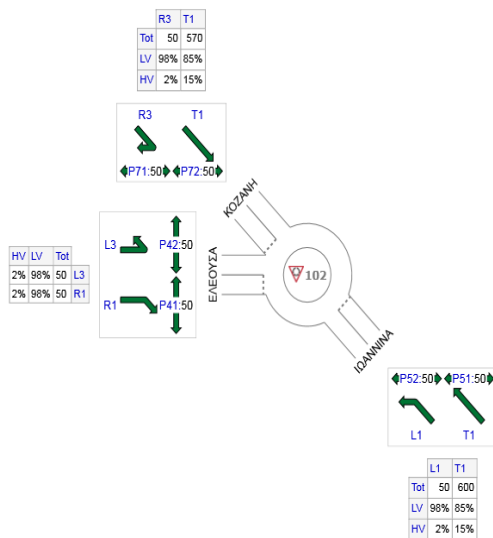 R3 T1
Tot 50 570
LV 98% 85%
HV 2% 15%
R3 T1
P71:50 P72:50
ΚΟΖΑΝΗ
L3 P42:50
R1 P41:50
HV LV Tot
2% 98% 50 L3
2% 98% 50 R1
ΕΛΕΟΥΣΑ
102
ΙΩΑΝΝΙΝΑ
P52:50 P51:50
L1 T1
L1 T1
Tot 50 600
LV 98% 85%
HV 2% 15%